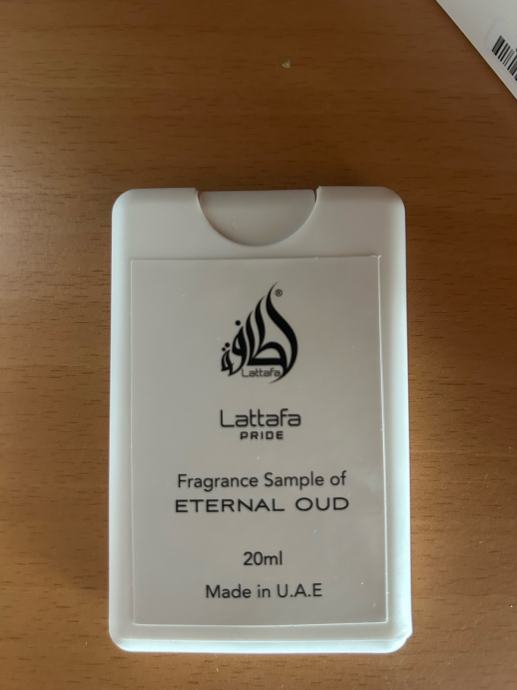 لطافة
®
Lattafa
Lattafa
PRIDE
Fragrance Sample of
ETERNAL OUD
20ml
Made in U.A.E